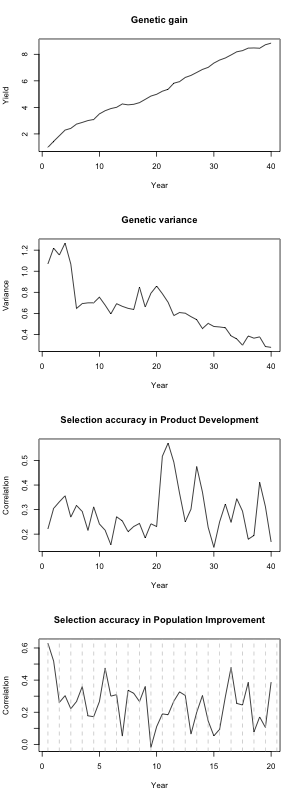 Genetic gain
8
6
4
2
Yield
0 10 20 30 40
Year
Genetic variance
1.2
1.0
0.8
0.6
0.4
Variance
0 10 20 30 40
Year
Selection accuracy in Product Development
0.5
0.4
0.3
0.2
Correlation
0 10 20 30 40
Year
Selection accuracy in Population Improvement
0.6
0.4
0.2
0.0
Correlation
0 5 10 15 20
Year